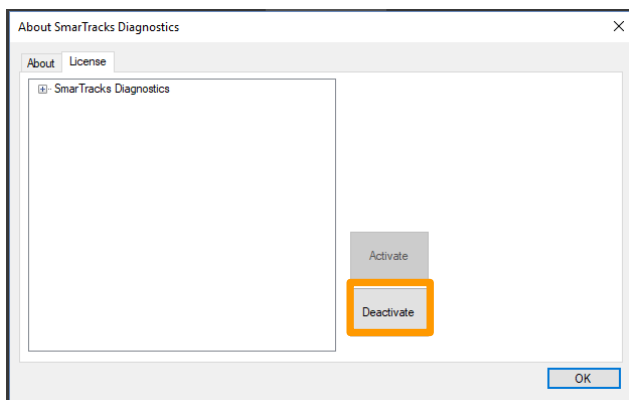 About SmarTracks Diagnostics
About License
SmarTracks Diagnostics
Activate
Deactivate
OK